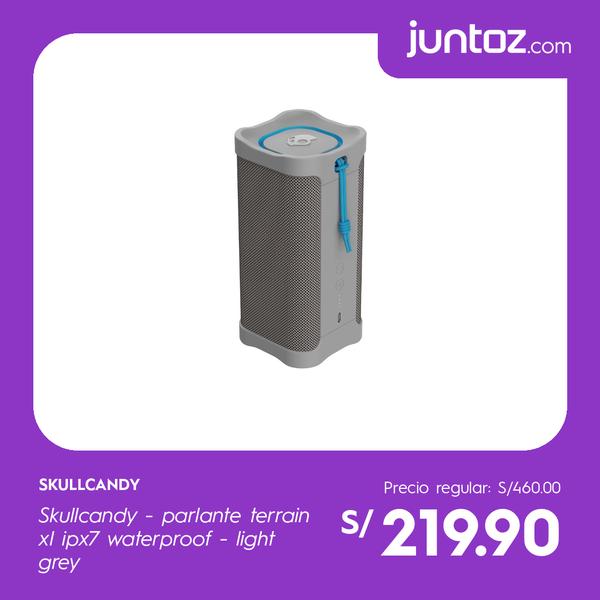 juntoz.com
SKULLCANDY
Skullcandy - parlante terrain
xl ipx7 waterproof - light
grey
Precio regular: S/460.00
S/ 219.90